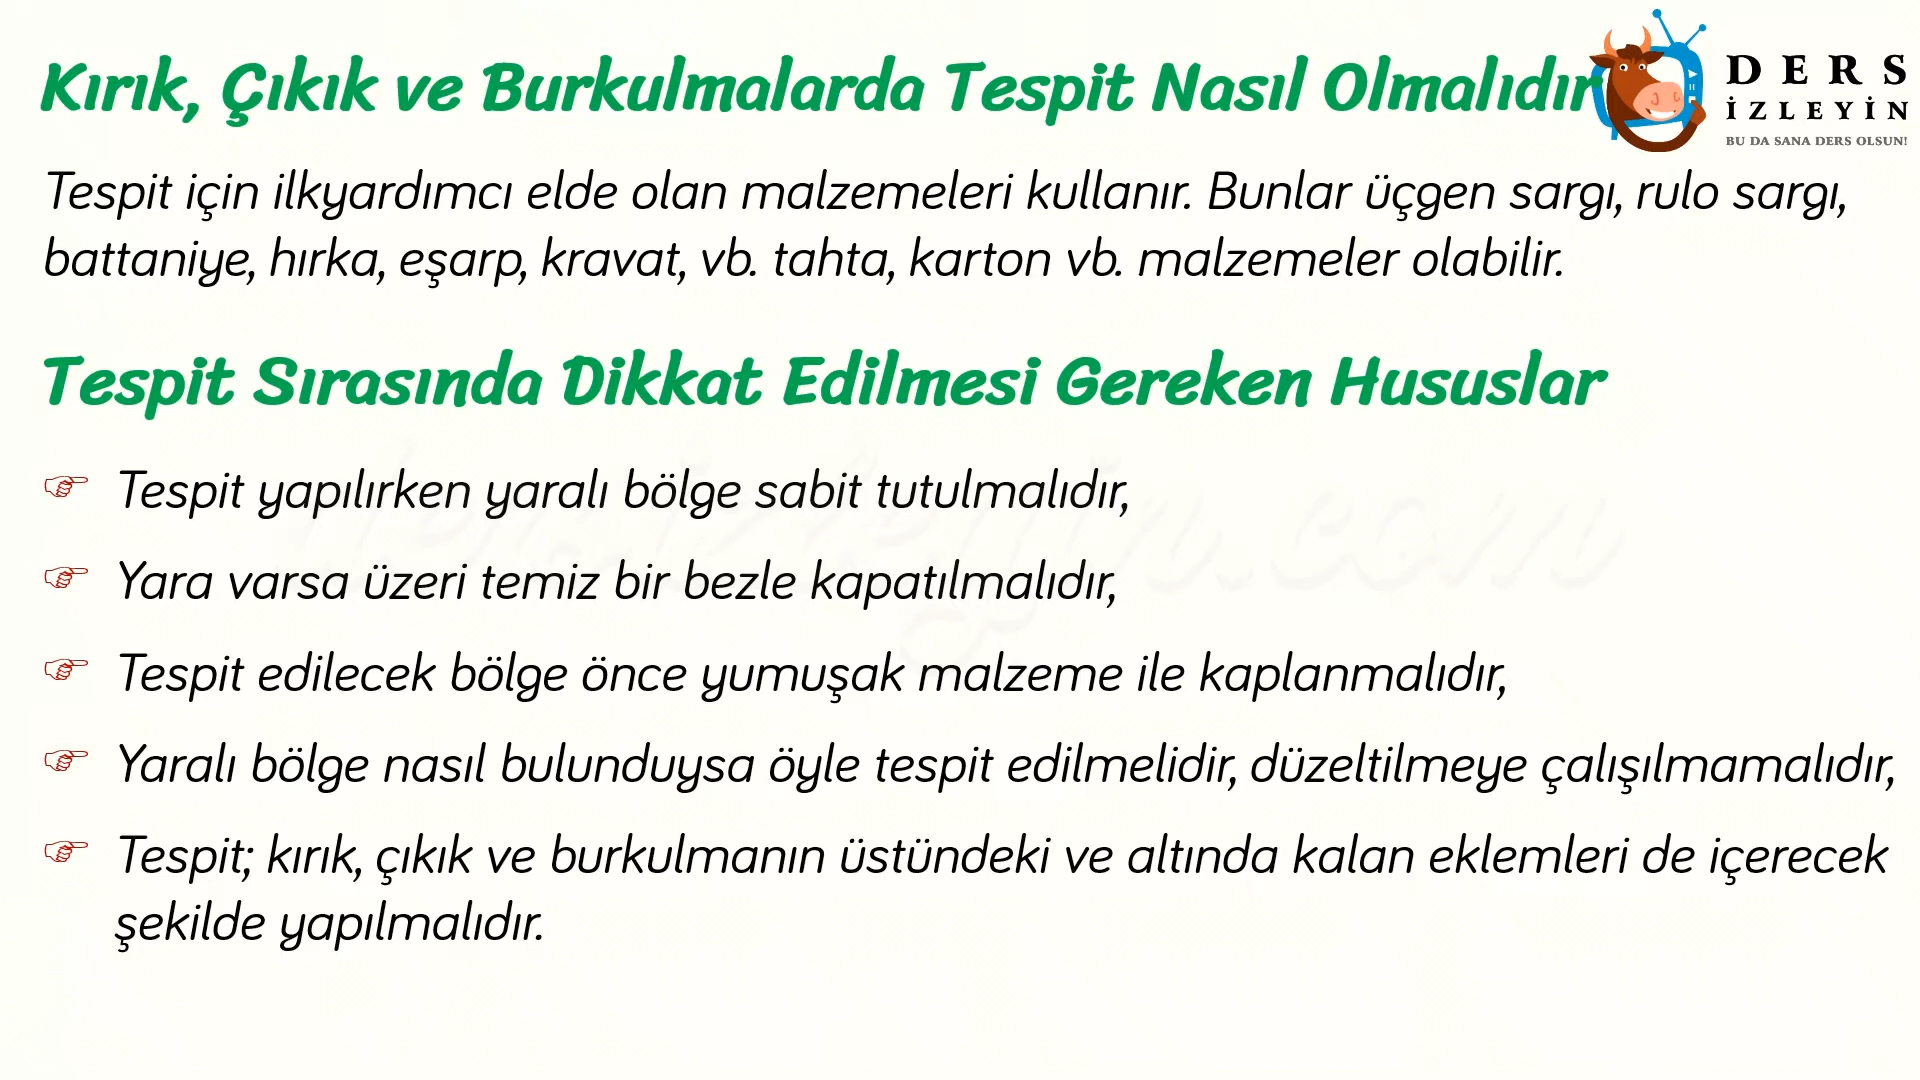 Kırık, Çıkık ve Burkulmalarda Tespit Nasıl Olmalıdır
DERS
İZLEYİN
BU DA SANA DERS OLSUN!
Tespit için ilkyardımcı elde olan malzemeleri kullanır. Bunlar üçgen sargı, rulo sargı,
battaniye, hırka, eşarp, kravat, vb. tahta, karton vb. malzemeler olabilir.
Tespit Sırasında Dikkat Edilmesi Gereken Hususlar
☞ Tespit yapılırken yaralı bölge sabit tutulmalıdır,
☞ Yara varsa üzeri temiz bir bezle kapatılmalıdır,
☞ Tespit edilecek bölge önce yumuşak malzeme ile kaplanmalıdır,
☞ Yaralı bölge nasıl bulunduysa öyle tespit edilmelidir, düzeltilmeye çalışılmamalıdır,
☞ Tespit; kırık, çıkık ve burkulmanın üstündeki ve altında kalan eklemleri de içerecek
şekilde yapılmalıdır.